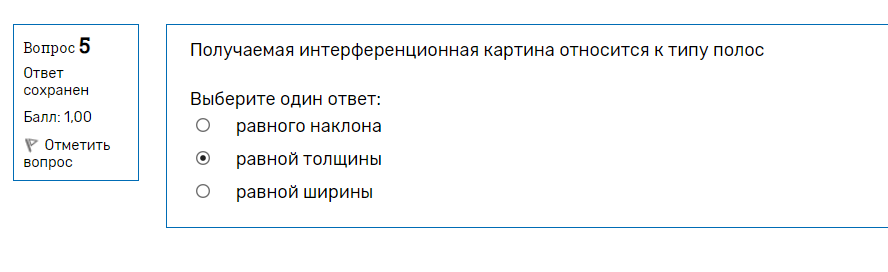 Вопрос 5
Ответ
сохранен
Балл: 1,00
Отметить
вопрос
Получаемая интерференционная картина относится к типу полос
Выберите один ответ:
равного наклона
равной толщины
равной ширины